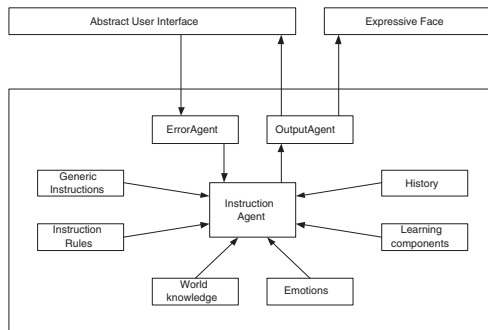 Abstract User Interface
Expressive Face
ErrorAgent
OutputAgent
Generic
Instructions
Instruction
Agent
History
Instruction
Rules
Learning
components
World
knowledge
Emotions